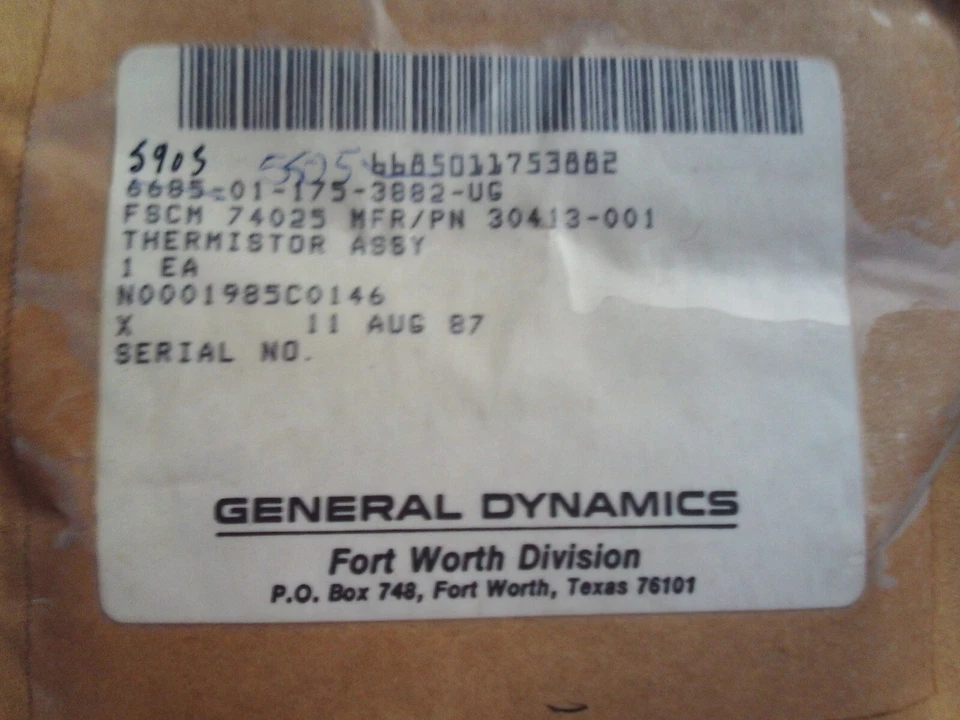 5905 5905 6685011753882
6685-01-175-3882-UG
FSCM 74025 MFR/PN 30413-001
THERMISTOR ASSY
1 EA
N0001985C0146
X 11 AUG 87
SERIAL NO.
GENERAL DYNAMICS
Fort Worth Division
P.O. Box 748, Fort Worth, Texas 76101